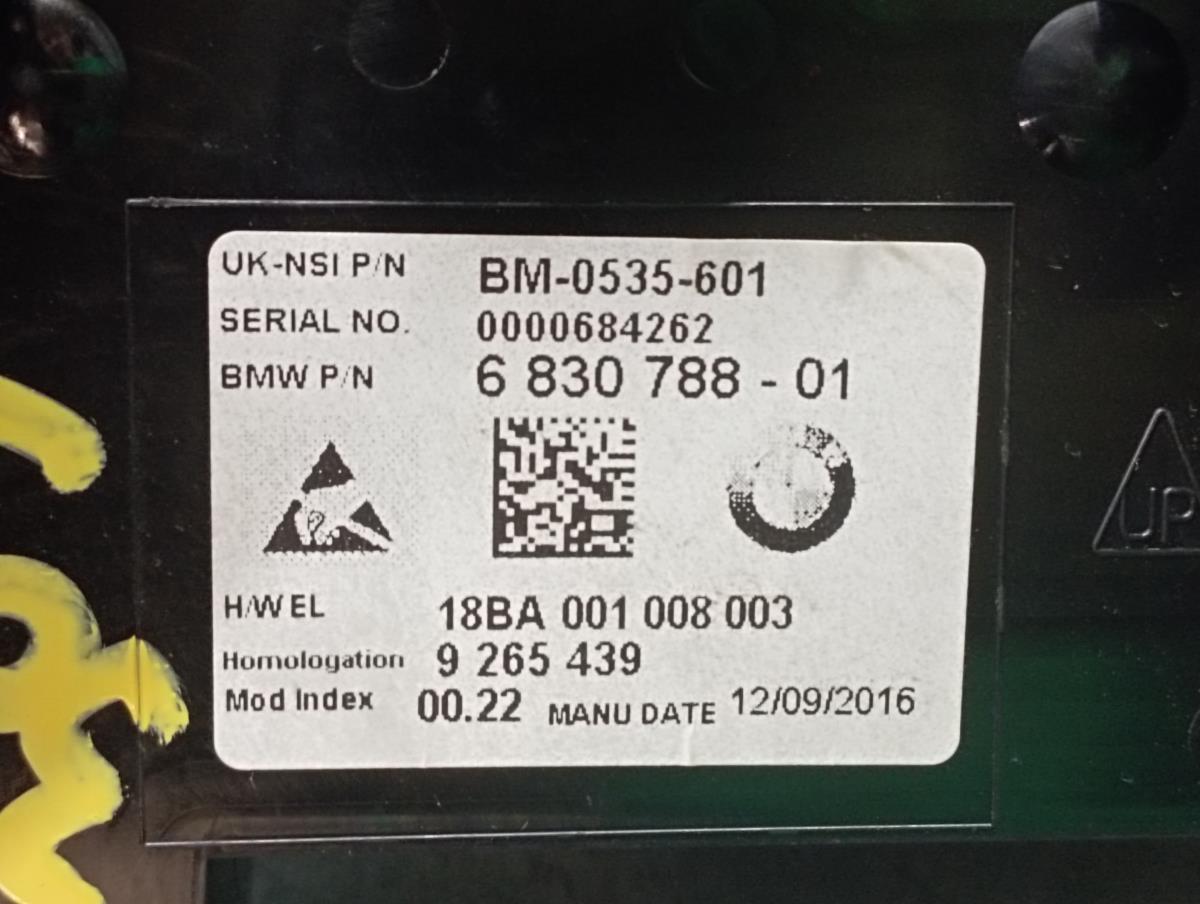 UK-NSI P/N BM-0535-601
SERIAL NO. 0000684262
BMW P/N 6 830 788 - 01
H/W EL 18BA 001 008 003
Homologation 9 265 439
Mod Index 00.22 MANU DATE 12/09/2016
UP